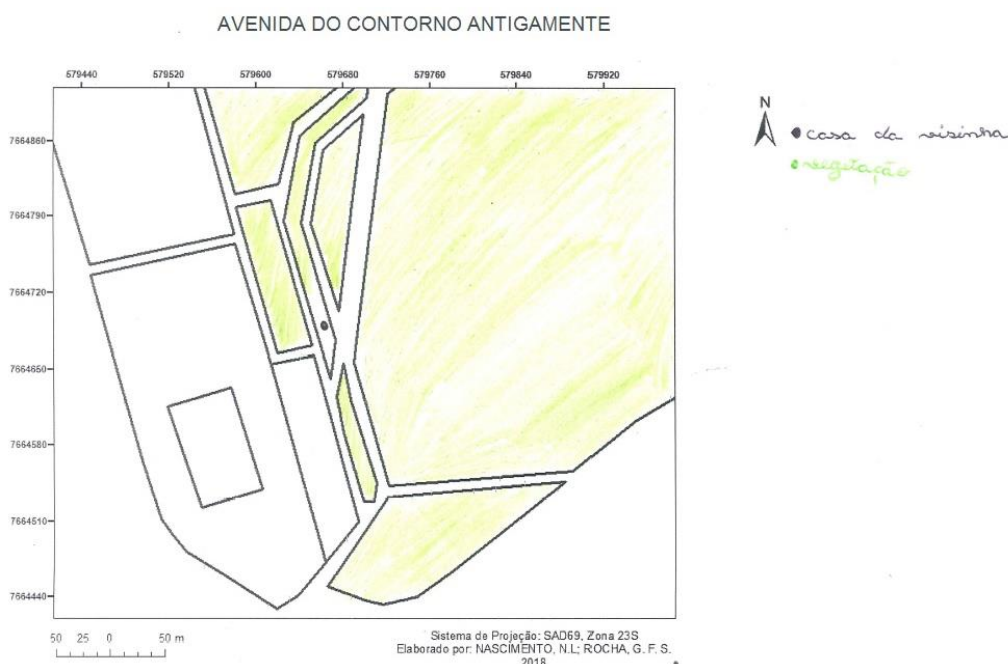 AVENIDA DO CONTORNO ANTIGAMENTE
579440 579520 579600 579680 579760 579840 579920
7664860
7664790
7664720
7664650
7664580
7664510
7664440
N
casa da visinha
vegetação
50 25 0 50 m
Sistema de Projeção: SAD69, Zona 23S
Elaborado por: NASCIMENTO, N.L; ROCHA, G. F. S.
2018